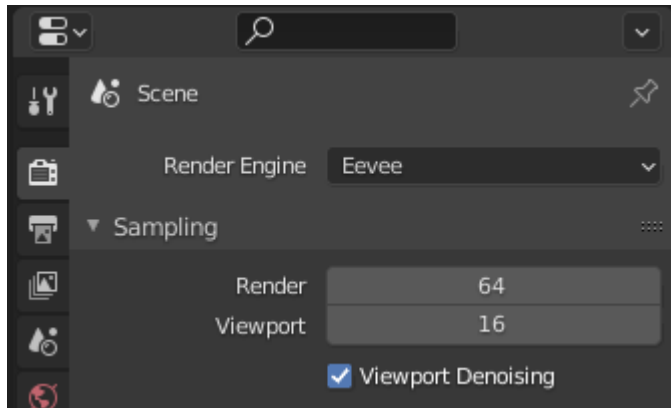 Scene
Render Engine Eevee
Sampling
Render 64
Viewport 16
Viewport Denoising